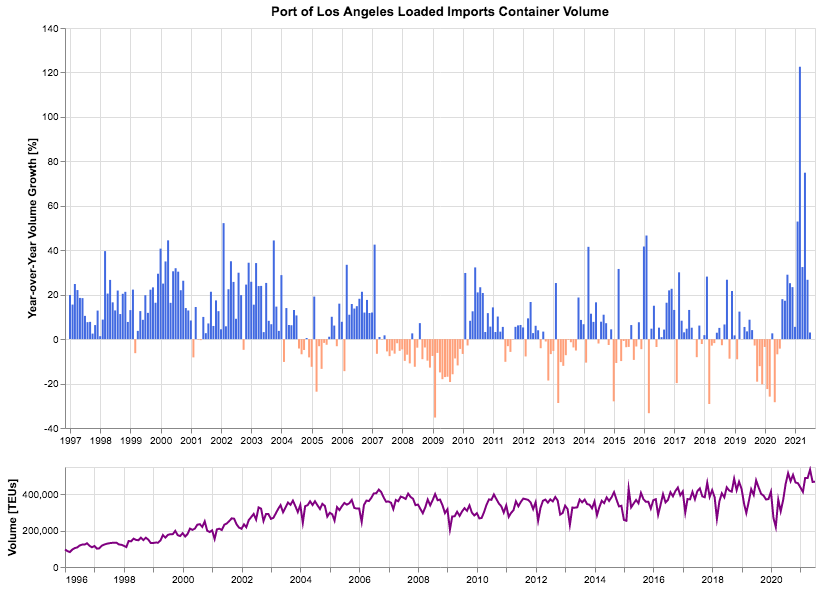 Port of Los Angeles Loaded Imports Container Volume
Year-over-Year Volume Growth [%]
140
120
100
80
60
40
20
0
-20
-40
1997 1998 1999 2000 2001 2002 2003 2004 2005 2006 2007 2008 2009 2010 2011 2012 2013 2014 2015 2016 2017 2018 2019 2020 2021
Volume [TEUs]
400,000
200,000
0
1996 1998 2000 2002 2004 2006 2008 2010 2012 2014 2016 2018 2020